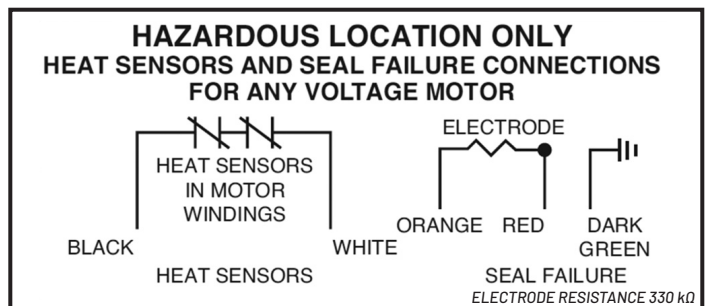 HAZARDOUS LOCATION ONLY
HEAT SENSORS AND SEAL FAILURE CONNECTIONS
FOR ANY VOLTAGE MOTOR
HEAT SENSORS
IN MOTOR
WINDINGS
BLACK
WHITE
HEAT SENSORS
ELECTRODE
ORANGE
RED
DARK
GREEN
SEAL FAILURE
ELECTRODE RESISTANCE 330 kΩ